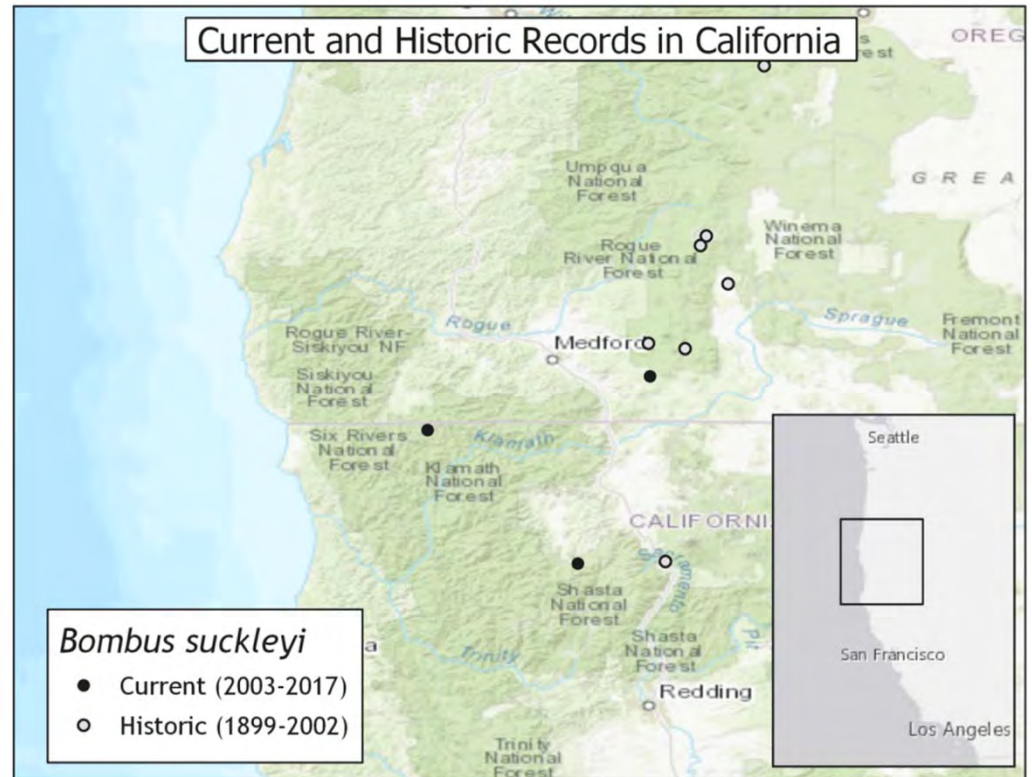 Current and Historic Records in California
OREG
est
Umpqua
National
Forest
GREA
Winema
National
Forest
Rogue
River National
Forest
Rogue
Sprague
Fremont
National
Forest
Rogue River-
Siskiyou NF
Medford
Siskiyou
National
Forest
Six Rivers
National
Forest
Klamath
Klamath
National
Forest
CALIFORNI
Shasta
National
Forest
Shasta
National
Forest
Pit
Trinity
Redding
Trinity
National
Forest
Bombus suckleyi
Current (2003-2017)
Historic (1899-2002)
Seattle
San Francisco
Los Angeles